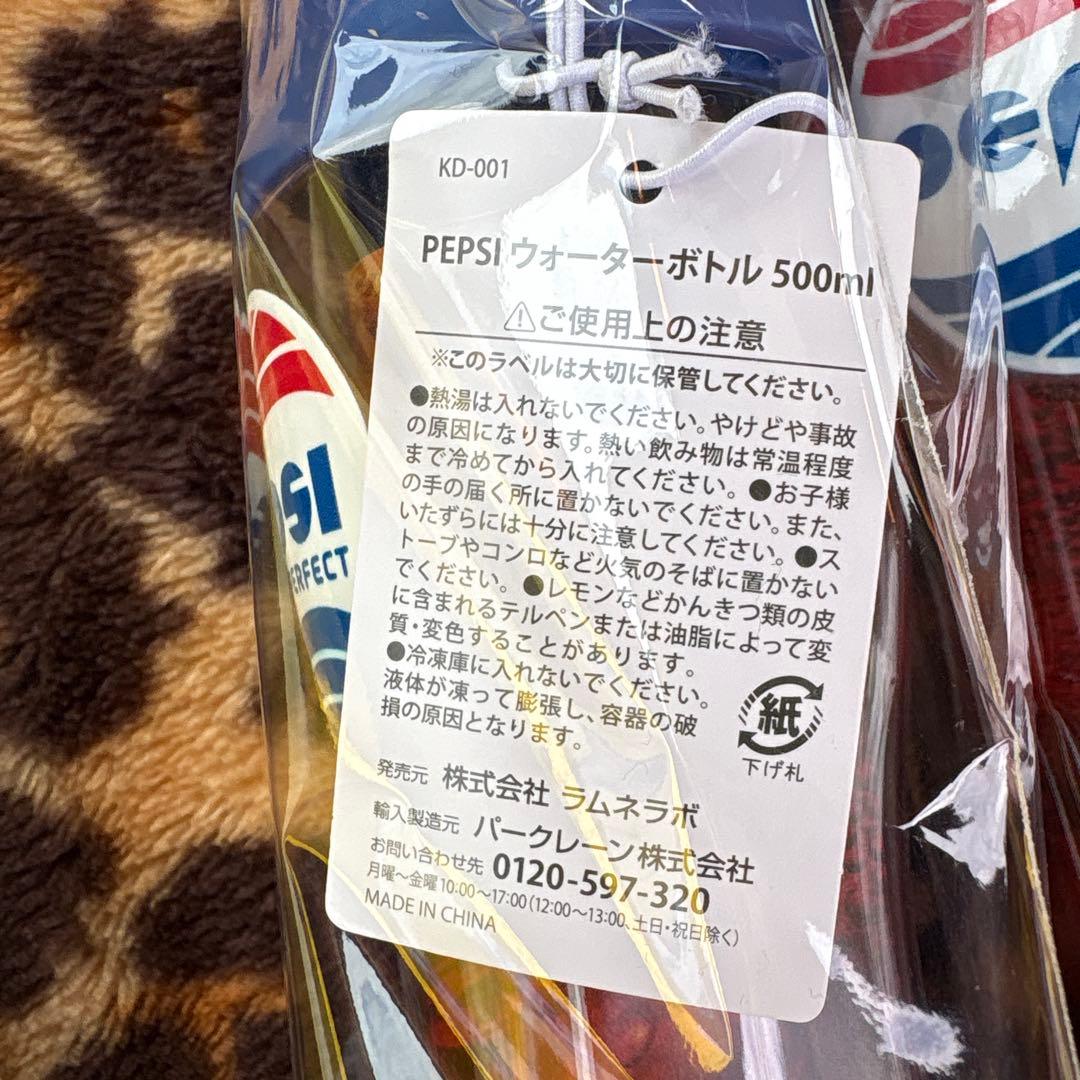 KD-001
PEPSI ウォーターボトル 500ml
⚠ご使用上の注意
※このラベルは大切に保管してください。
●熱湯は入れないでください。やけどや事故
の原因になります。熱い飲み物は常温程度
まで冷めてから入れてください。●お子様
の手の届く所に置かないでください。また、
いたずらには十分に注意してください。●ス
トーブやコンロなど火気のそばに置かない
でください。●レモンなどかんきつ類の皮
に含まれるテルペンまたは油脂によって変
質・変色することがあります。
●冷凍庫に入れないでください。
液体が凍って膨張し、容器の破
損の原因となります。
紙
下げ札
発売元 株式会社 ラムネラボ
輸入製造元 パークレーン株式会社
お問い合わせ先 0120-597-320
月曜～金曜 10:00～17:00(12:00～13:00、土日・祝日除く)
MADE IN CHINA
SI
ERFECT